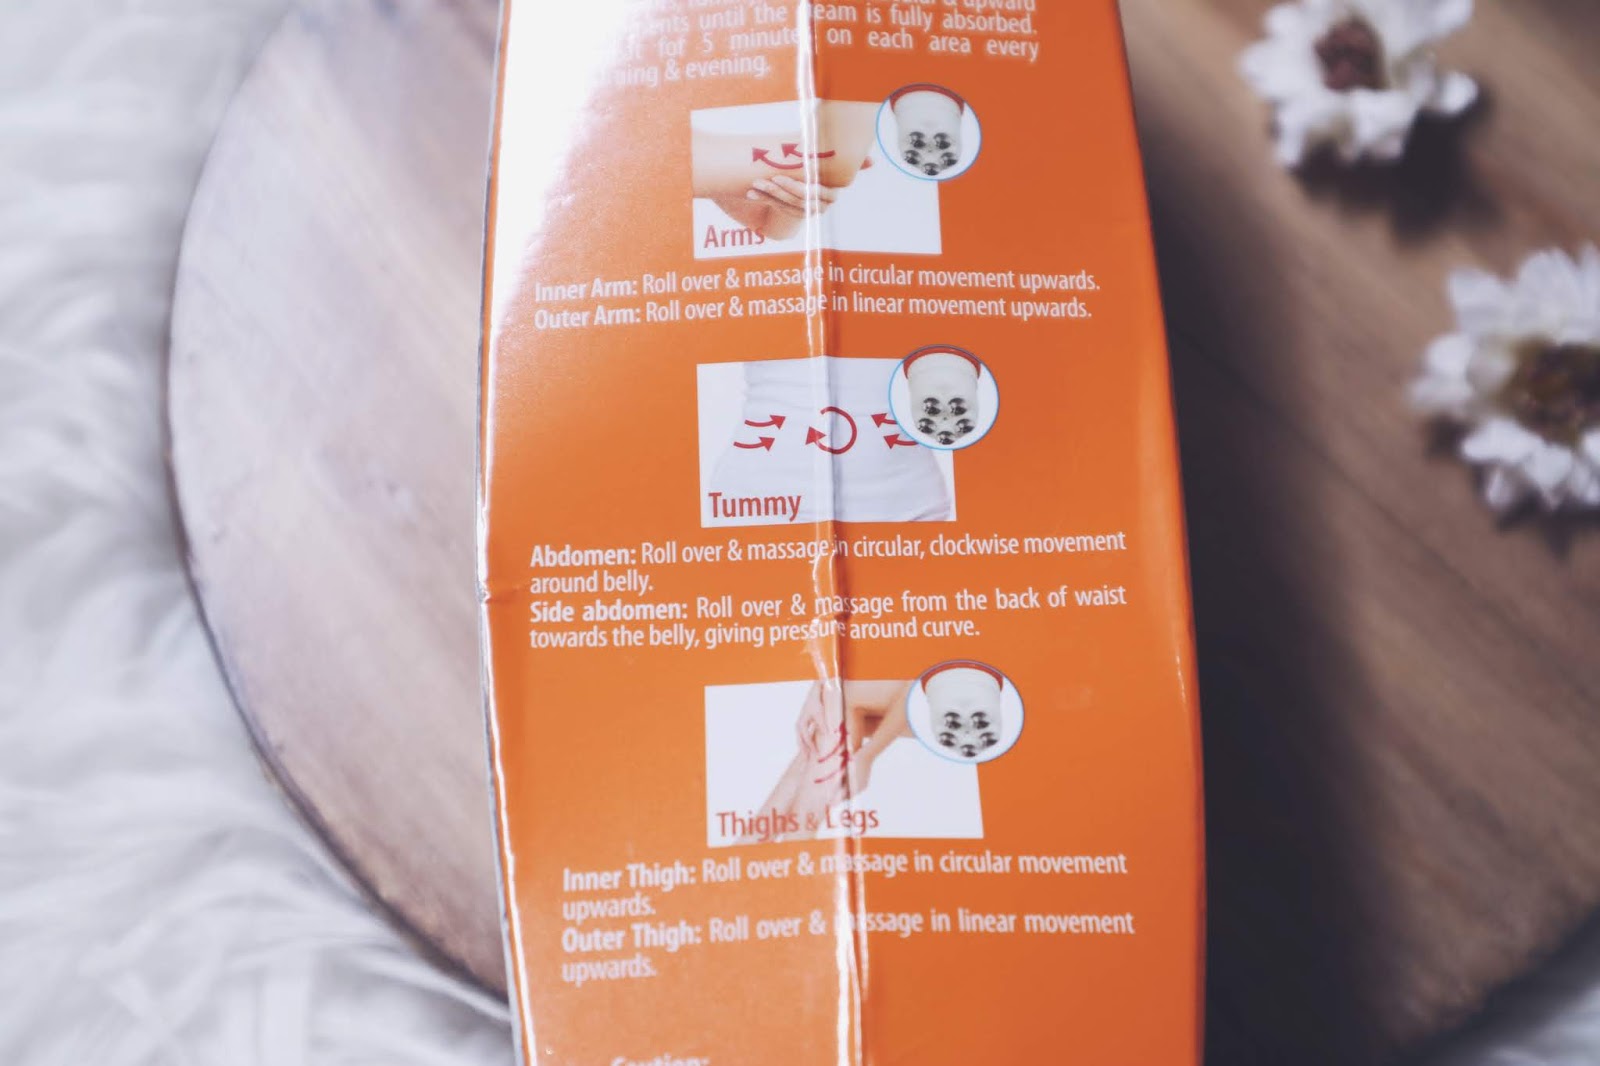 & upward
until the
eam is fully absorbed.
for 5 minute
on each area every
& evening.
Arms
Inner Arm: Roll over & massage in circular movement upwards.
Outer Arm: Roll over & massage in linear movement upwards.
Tummy
Abdomen: Roll over & massage in circular, clockwise movement
around belly.
Side abdomen: Roll over & massage from the back of waist
towards the belly, giving pressure around curve.
Thighs & Legs
Inner Thigh: Roll over & massage in circular movement
upwards.
Outer Thigh: Roll over & massage in linear movement
upwards.
Caution: